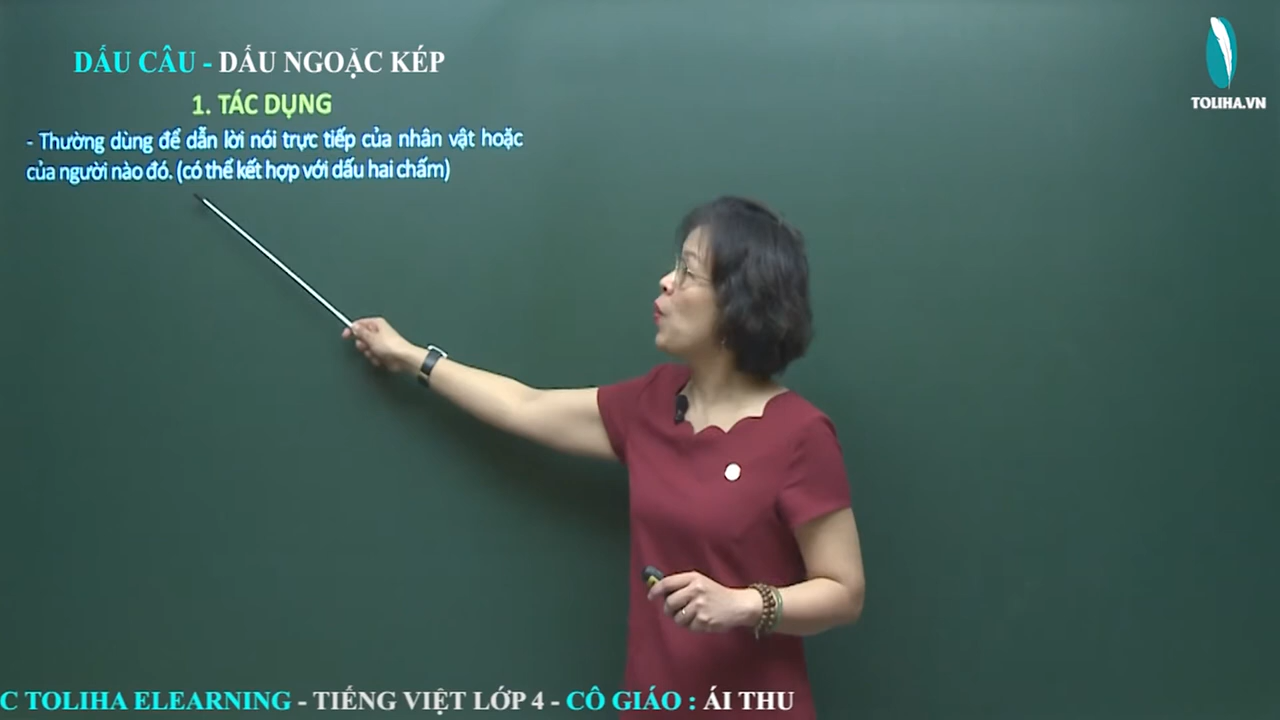 DẤU CÂU - DẤU NGOẶC KÉP
TOLIHA.VN
1. TÁC DỤNG
- Thường dùng để dẫn lời nói trực tiếp của nhân vật hoặc
của người nào đó. (có thể kết hợp với dấu hai chấm)
C TOLIHA ELEARNING - TIẾNG VIỆT LỚP 4 - CÔ GIÁO : ÁI THU